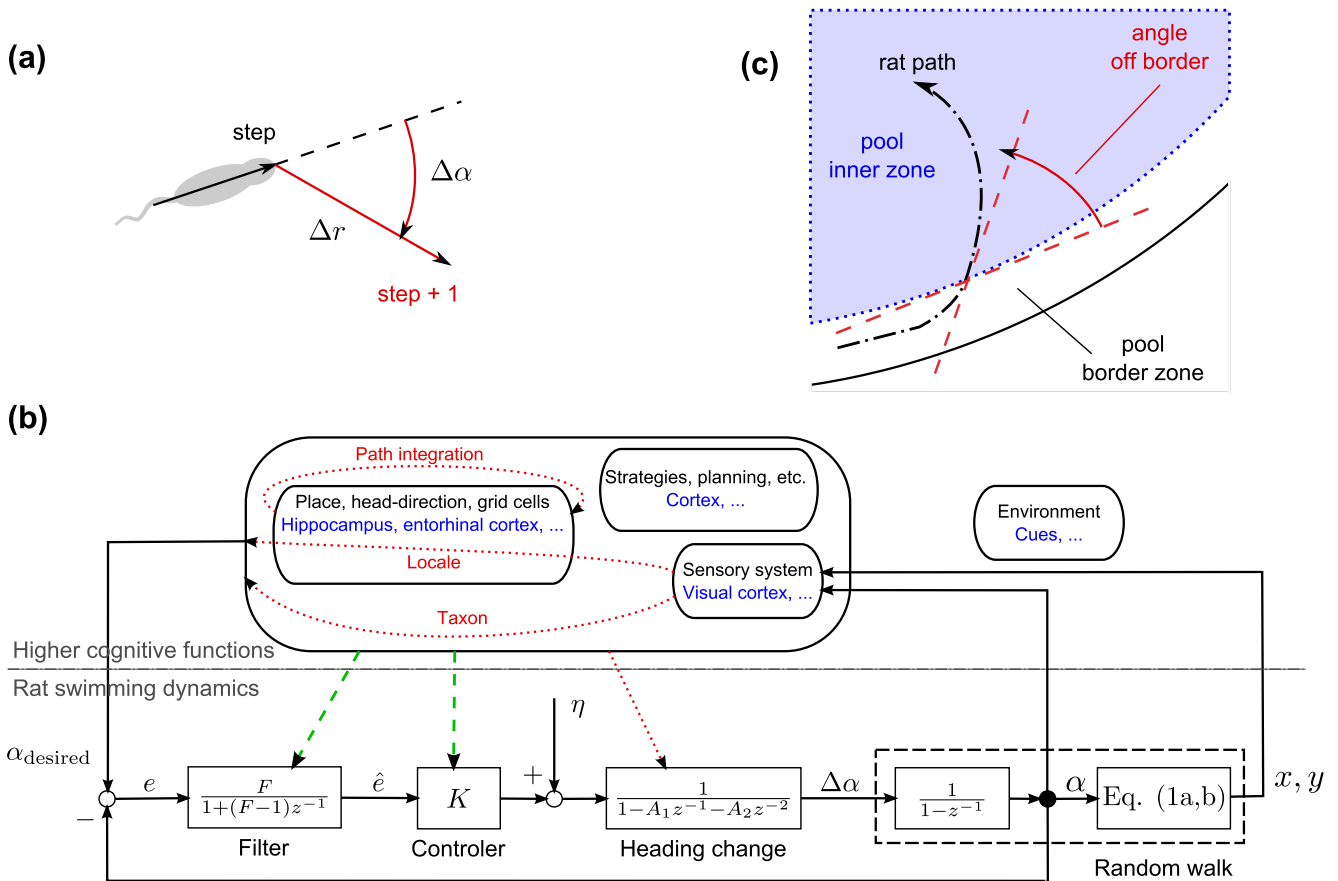 (a)
step
Δα
Δr
step + 1
(c)
rat path
angle
off border
pool
inner zone
pool
border zone
(b)
Path integration
Place, head-direction, grid cells
Hippocampus, entorhinal cortex, ...
Strategies, planning, etc.
Cortex, ...
Environment
Cues, ...
Locale
Sensory system
Visual cortex, ...
Taxon
Higher cognitive functions
Rat swimming dynamics
α_desired
−
e
F / 1+(F−1)z⁻¹
ê
K
+
η
1 / 1−A₁z⁻¹−A₂z⁻²
Δα
1 / 1−z⁻¹
α
Eq. (1a,b)
x, y
Filter
Controler
Heading change
Random walk